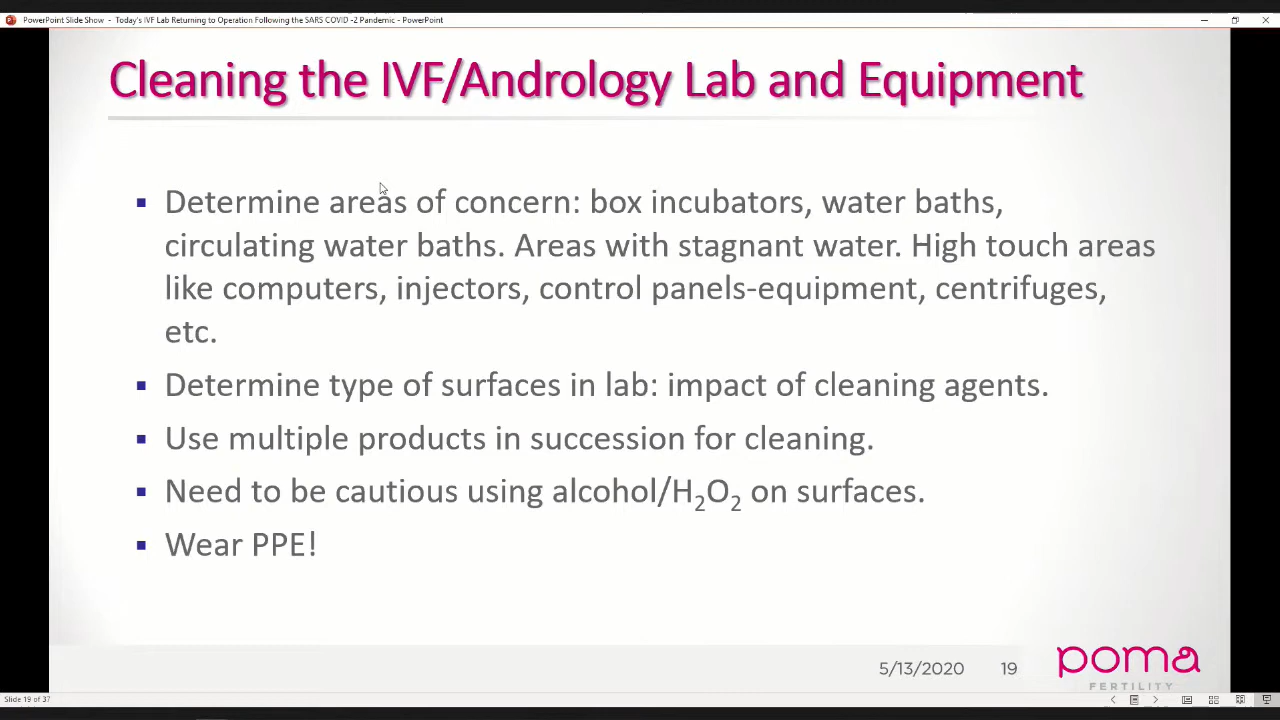 PowerPoint Slide Show - Today's IVF Lab Returning to Operation Following the SARS COVID -2 Pandemic - PowerPoint
Cleaning the IVF/Andrology Lab and Equipment
▪ Determine areas of concern: box incubators, water baths,
circulating water baths. Areas with stagnant water. High touch areas
like computers, injectors, control panels-equipment, centrifuges,
etc.
▪ Determine type of surfaces in lab: impact of cleaning agents.
▪ Use multiple products in succession for cleaning.
▪ Need to be cautious using alcohol/H₂O₂ on surfaces.
▪ Wear PPE!
5/13/2020 19
poma
FERTILITY
Slide 19 of 37